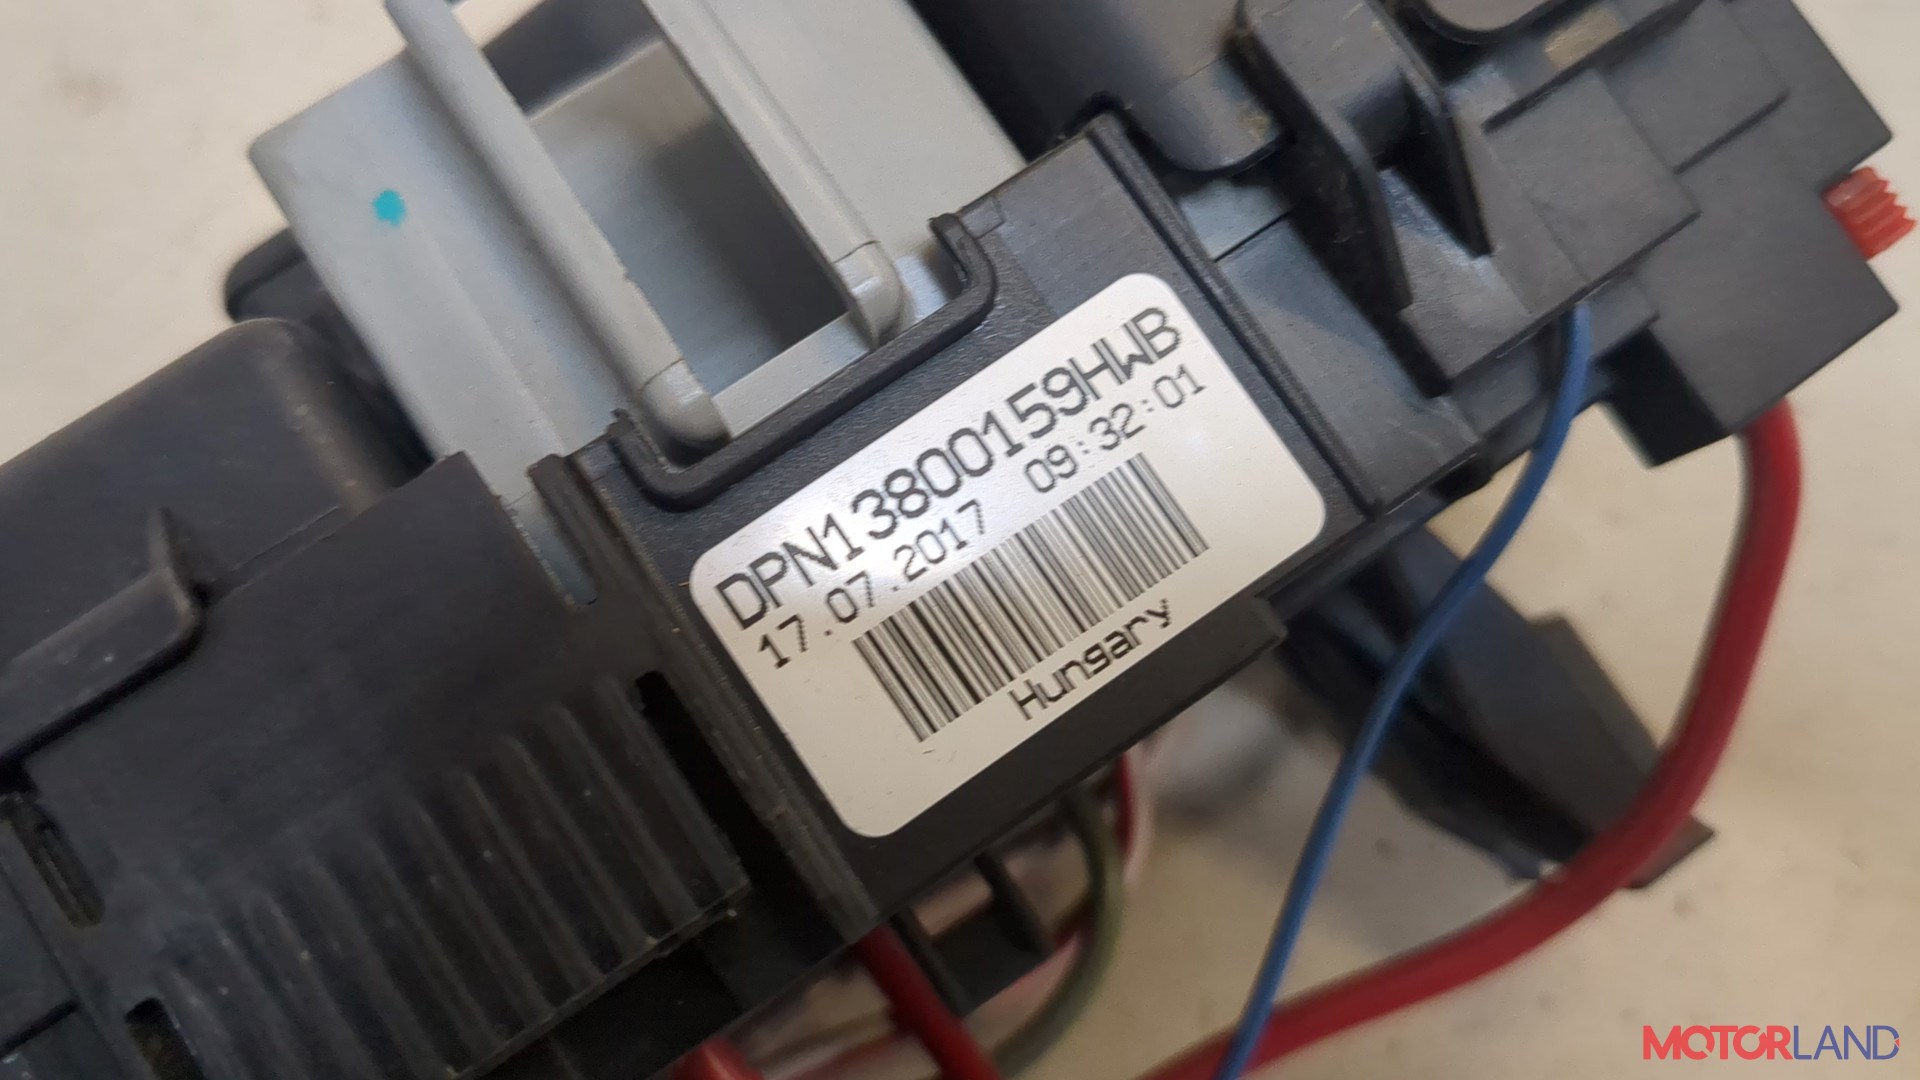 DPN13800159HWB
17.07.2017 09:32:01
Hungary
MOTORLAND